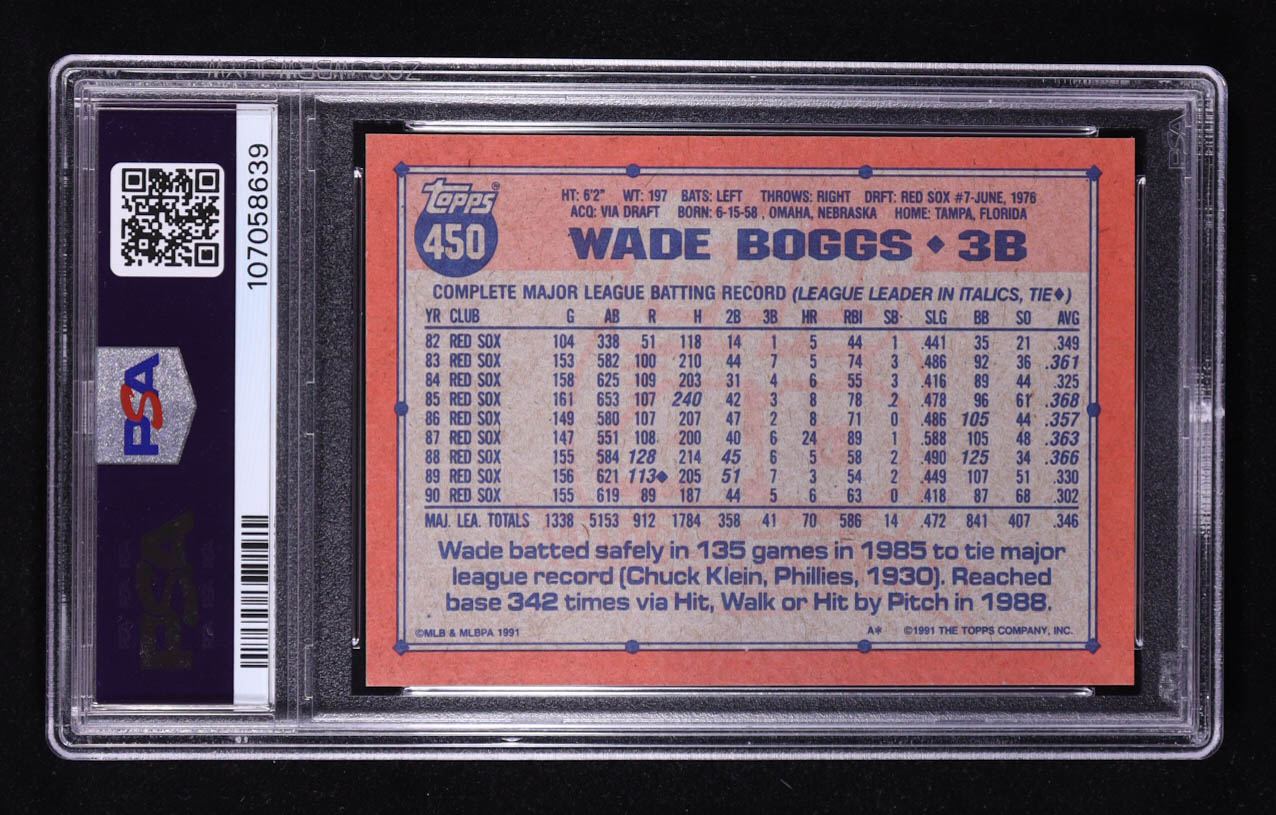 107058639
PSA
PSA
Topps®
450
HT: 6'2" WT: 197 BATS: LEFT THROWS: RIGHT DRFT: RED SOX #7-JUNE, 1976
ACQ: VIA DRAFT BORN: 6-15-58 , OMAHA, NEBRASKA HOME: TAMPA, FLORIDA
WADE BOGGS ◆ 3B
COMPLETE MAJOR LEAGUE BATTING RECORD (LEAGUE LEADER IN ITALICS, TIE◆)
YR CLUB G AB R H 2B 3B HR RBI SB SLG BB SO AVG
82 RED SOX 104 338 51 118 14 1 5 44 1 .441 35 21 .349
83 RED SOX 153 582 100 210 44 7 5 74 3 .486 92 36 .361
84 RED SOX 158 625 109 203 31 4 6 55 3 .416 89 44 .325
85 RED SOX 161 653 107 240 42 3 8 78 2 .478 96 61 .368
86 RED SOX 149 580 107 207 47 2 8 71 0 .486 105 44 .357
87 RED SOX 147 551 108 200 40 6 24 89 1 .588 105 48 .363
88 RED SOX 155 584 128 214 45 6 5 58 2 .490 125 34 .366
89 RED SOX 156 621 113◆ 205 51 7 3 54 2 .449 107 51 .330
90 RED SOX 155 619 89 187 44 5 6 63 0 .418 87 68 .302
MAJ. LEA. TOTALS 1338 5153 912 1784 358 41 70 586 14 .472 841 407 .346
Wade batted safely in 135 games in 1985 to tie major
league record (Chuck Klein, Phillies, 1930). Reached
base 342 times via Hit, Walk or Hit by Pitch in 1988.
©MLB & MLBPA 1991 A* ©1991 THE TOPPS COMPANY, INC.
PSA